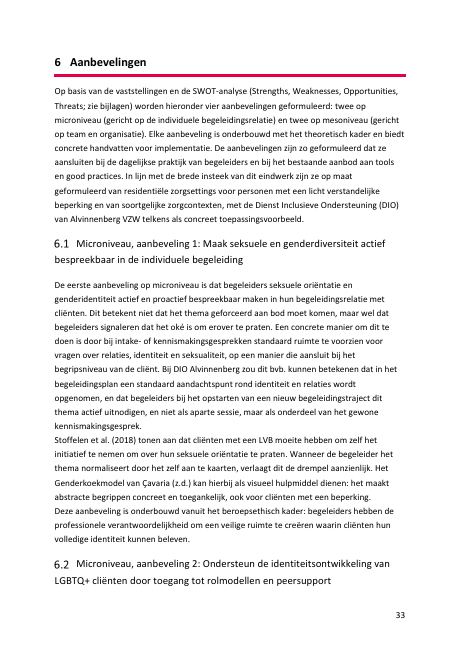 6 Aanbevelingen
Op basis van de vaststellingen en de SWOT-analyse (Strengths, Weaknesses, Opportunities,
Threats; zie bijlagen) worden hieronder vier aanbevelingen geformuleerd: twee op
microniveau (gericht op de individuele begeleidingsrelatie) en twee op mesoniveau (gericht
op team en organisatie). Elke aanbeveling is onderbouwd met het theoretisch kader en biedt
concrete handvatten voor implementatie. De aanbevelingen zijn zo geformuleerd dat ze
aansluiten bij de dagelijkse praktijk van begeleiders en bij het bestaande aanbod aan tools
en good practices. In lijn met de brede insteek van dit eindwerk zijn ze op maat
geformuleerd van residentiële zorgsettings voor personen met een licht verstandelijke
beperking en van soortelijke zorgcontexten, met de Dienst Inclusieve Ondersteuning (DIO)
van Alvinnenberg VZW telkens als concreet toepassingsvoorbeeld.
6.1 Microniveau, aanbeveling 1: Maak seksuele en genderdiversiteit actief
bespreekbaar in de individuele begeleiding
De eerste aanbeveling op microniveau is dat begeleiders seksuele oriëntatie en
genderidentiteit actief en proactief bespreekbaar maken in hun begeleidingsrelatie met
cliënten. Dit betekent niet dat het thema geforceerd aan bod moet komen, maar wel dat
begeleiders signaleren dat het oké is om erover te praten. Een concrete manier om dit te
doen is door bij intake- of kennismakingsgesprekken standaard ruimte te voorzien voor
vragen over relaties, identiteit en seksualiteit, op een manier die aansluit bij het
begripsniveau van de cliënt. Bij DIO Alvinnenberg zou dit bvb. kunnen betekenen dat in het
begeleidingsplan een standaard aandachtspunt rond identiteit en relaties wordt
opgenomen, en dat begeleiders bij het opstarten van een nieuw begeleidingstraject dit
thema actief uitnodigen, en niet als aparte sessie, maar als onderdeel van het gewone
kennismakingsgesprek.
Stoffelen et al. (2018) tonen aan dat cliënten met een LVB moeite hebben om zelf het
initiatief te nemen om over hun seksuele oriëntatie te praten. Wanneer de begeleider het
thema normaliseert door het zelf aan te kaarten, verlaagt dit de drempel aanzienlijk. Het
Genderkoekmodel van Çavaria (z.d.) kan hierbij als visueel hulpmiddel dienen: het maakt
abstracte begrippen concreet en toegankelijk, ook voor cliënten met een beperking.
Deze aanbeveling is onderbouwd vanuit het beroepsethisch kader: begeleiders hebben de
professionele verantwoordelijkheid om een veilige ruimte te creëren waarin cliënten hun
volledige identiteit kunnen beleven.
6.2 Microniveau, aanbeveling 2: Ondersteun de identiteitsontwikkeling van
LGBTQ+ cliënten door toegang tot rolmodellen en peersupport
33